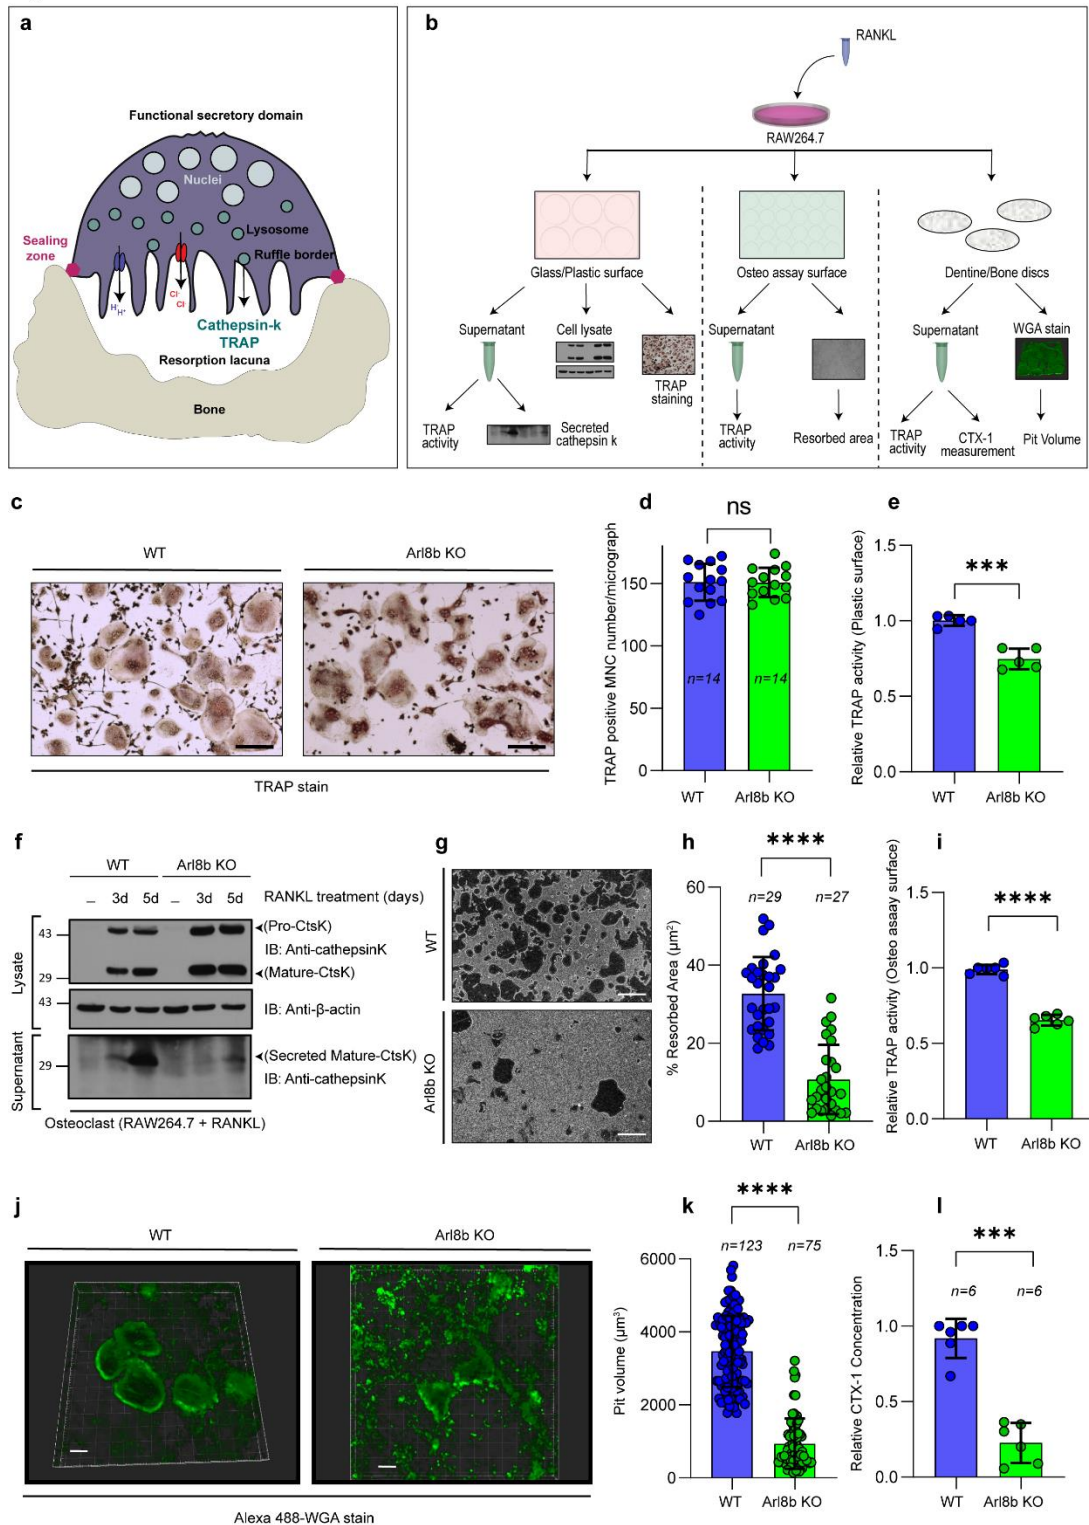 a
Functional secretory domain
Nuclei
Lysosome
Sealing
zone
Ruffle border
H⁺
H⁺
Cl⁻
Cl⁻
Cathepsin-k
TRAP
Resorption lacuna
Bone
b
RANKL
RAW264.7
Glass/Plastic surface
Osteo assay surface
Dentine/Bone discs
Supernatant
Cell lysate
TRAP
staining
Supernatant
Supernatant
WGA stain
TRAP
activity
Secreted
cathepsin k
TRAP
activity
Resorbed area
TRAP
activity
CTX-1
measurement
Pit Volume
c
WT
Arl8b KO
TRAP stain
d
ns
TRAP positive MNC number/micrograph
150
100
50
0
n=14
n=14
WT
Arl8b KO
e
***
Relative TRAP activity (Plastic surface)
1.5
1.0
0.5
0.0
WT
Arl8b KO
f
WT
Arl8b KO
–
3d
5d
–
3d
5d
RANKL treatment (days)
Lysate
43
(Pro-CtsK)
IB: Anti-cathepsinK
29
(Mature-CtsK)
43
IB: Anti-β-actin
Supernatant
29
(Secreted Mature-CtsK)
IB: Anti-cathepsinK
Osteoclast (RAW264.7 + RANKL)
g
WT
Arl8b KO
h
****
n=29
n=27
% Resorbed Area (µm²)
60
40
20
0
WT
Arl8b KO
i
****
Relative TRAP activity (Osteo assaay surface)
1.5
1.0
0.5
0.0
WT
Arl8b KO
j
WT
Arl8b KO
Alexa 488-WGA stain
k
****
n=123
n=75
Pit volume (µm³)
6000
4000
2000
0
WT
Arl8b KO
l
***
n=6
n=6
Relative CTX-1 Concentration
1.5
1.0
0.5
0.0
WT
Arl8b KO